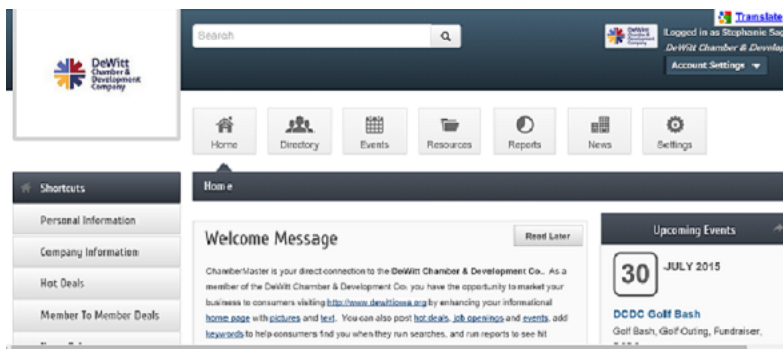 Translate
Search
Logged in as Stephanie Sag
DeWitt Chamber & Develop
Account Settings
DeWitt
Chamber &
Development
Company
Home
Directory
Events
Resources
Reports
News
Settings
Shortcuts
Home
Personal Information
Company Information
Hot Deals
Member To Member Deals
Welcome Message
Read Later
ChamberMaster is your direct connection to the DeWitt Chamber & Development Co.. As a
member of the DeWitt Chamber & Development Co. you have the opportunity to market your
business to consumers visiting http://www.dewittiowa.org by enhancing your informational
home page with pictures and text. You can also post hot deals, job openings and events, add
keywords to help consumers find you when they run searches, and run reports to see hit
Upcoming Events
30
JULY 2015
DCDC Golf Bash
Golf Bash, Golf Outing, Fundraiser,